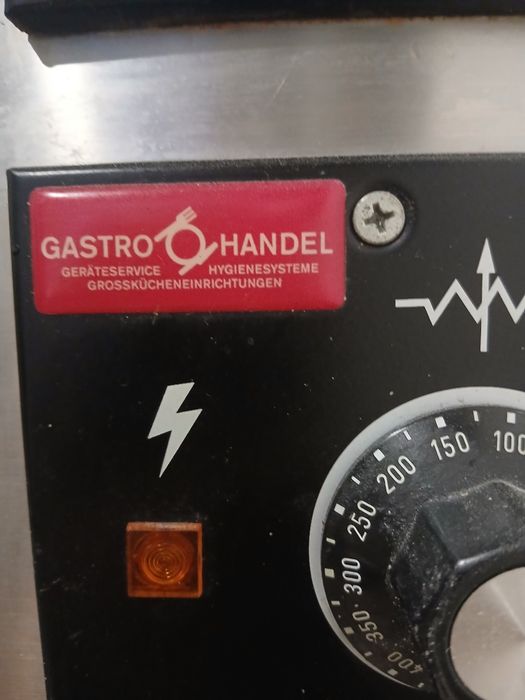 GASTRO HANDEL
GERÄTESERVICE HYGIENESYSTEME
GROSSKÜCHENEINRICHTUNGEN
100
150
200
250
300
350
400